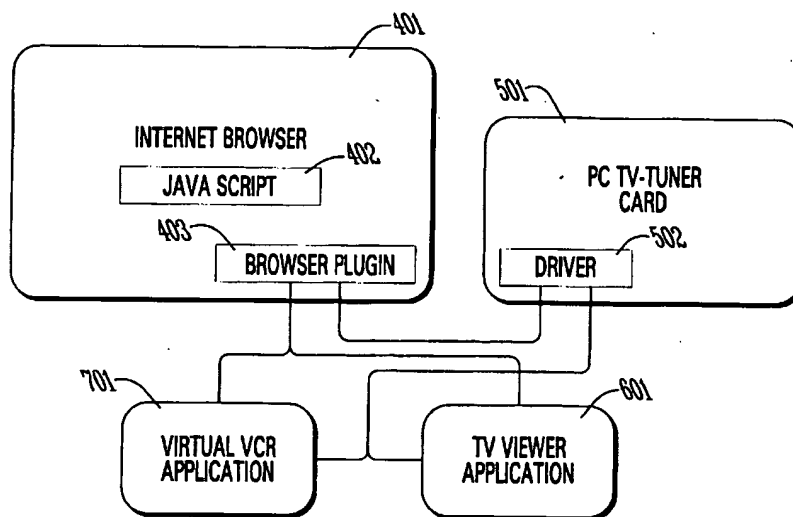 401
INTERNET BROWSER
402
JAVA SCRIPT
403
BROWSER PLUGIN
501
PC TV-TUNER
CARD
502
DRIVER
701
VIRTUAL VCR
APPLICATION
601
TV VIEWER
APPLICATION